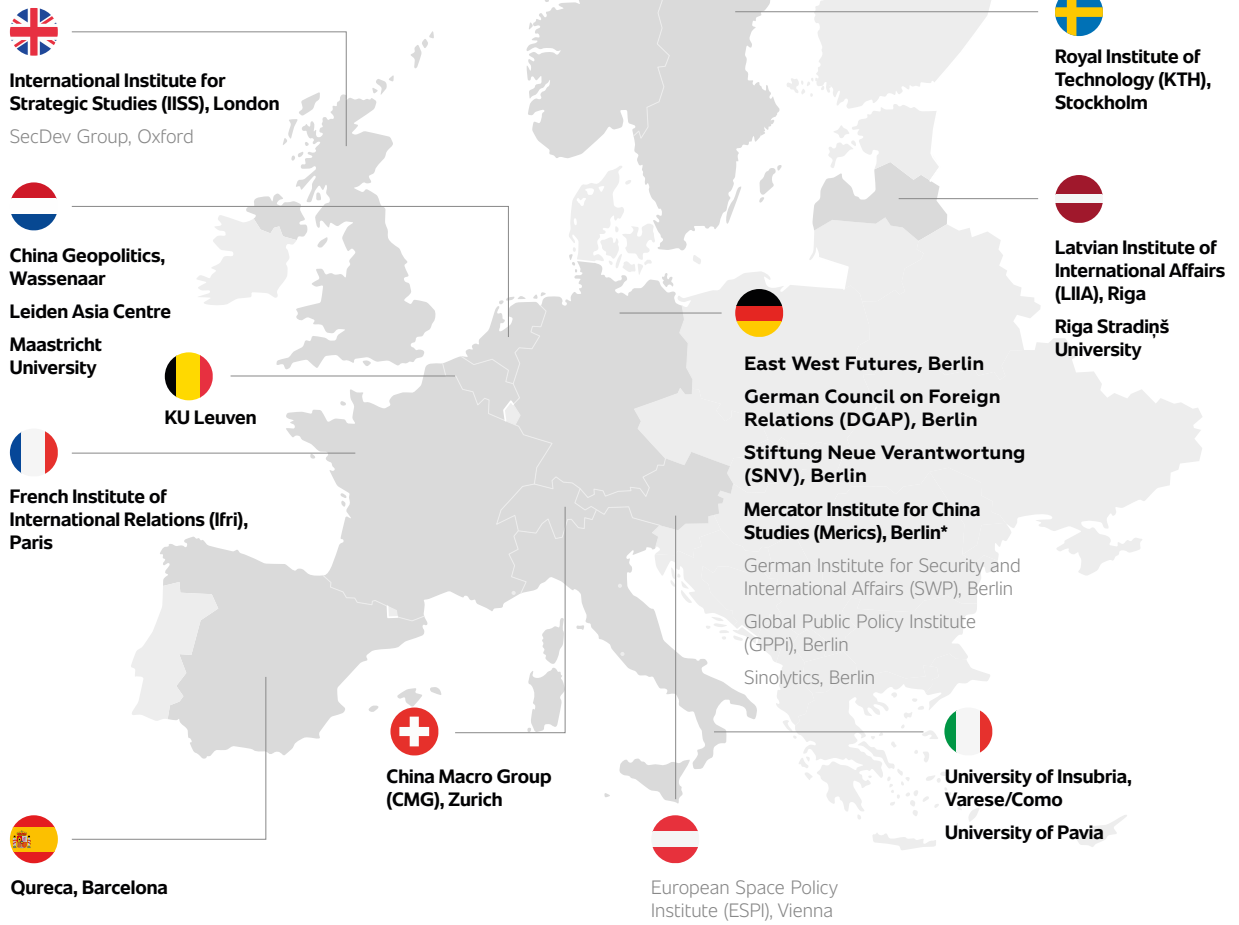 International Institute for
Strategic Studies (IISS), London
SecDev Group, Oxford
Royal Institute of
Technology (KTH),
Stockholm
China Geopolitics,
Wassenaar
Leiden Asia Centre
Maastricht
University
Latvian Institute of
International Affairs
(LIIA), Riga
Riga Stradiņš
University
KU Leuven
East West Futures, Berlin
German Council on Foreign
Relations (DGAP), Berlin
Stiftung Neue Verantwortung
(SNV), Berlin
Mercator Institute for China
Studies (Merics), Berlin*
German Institute for Security and
International Affairs (SWP), Berlin
Global Public Policy Institute
(GPPi), Berlin
Sinolytics, Berlin
French Institute of
International Relations (Ifri),
Paris
China Macro Group
(CMG), Zurich
University of Insubria,
Varese/Como
University of Pavia
Qureca, Barcelona
European Space Policy
Institute (ESPI), Vienna